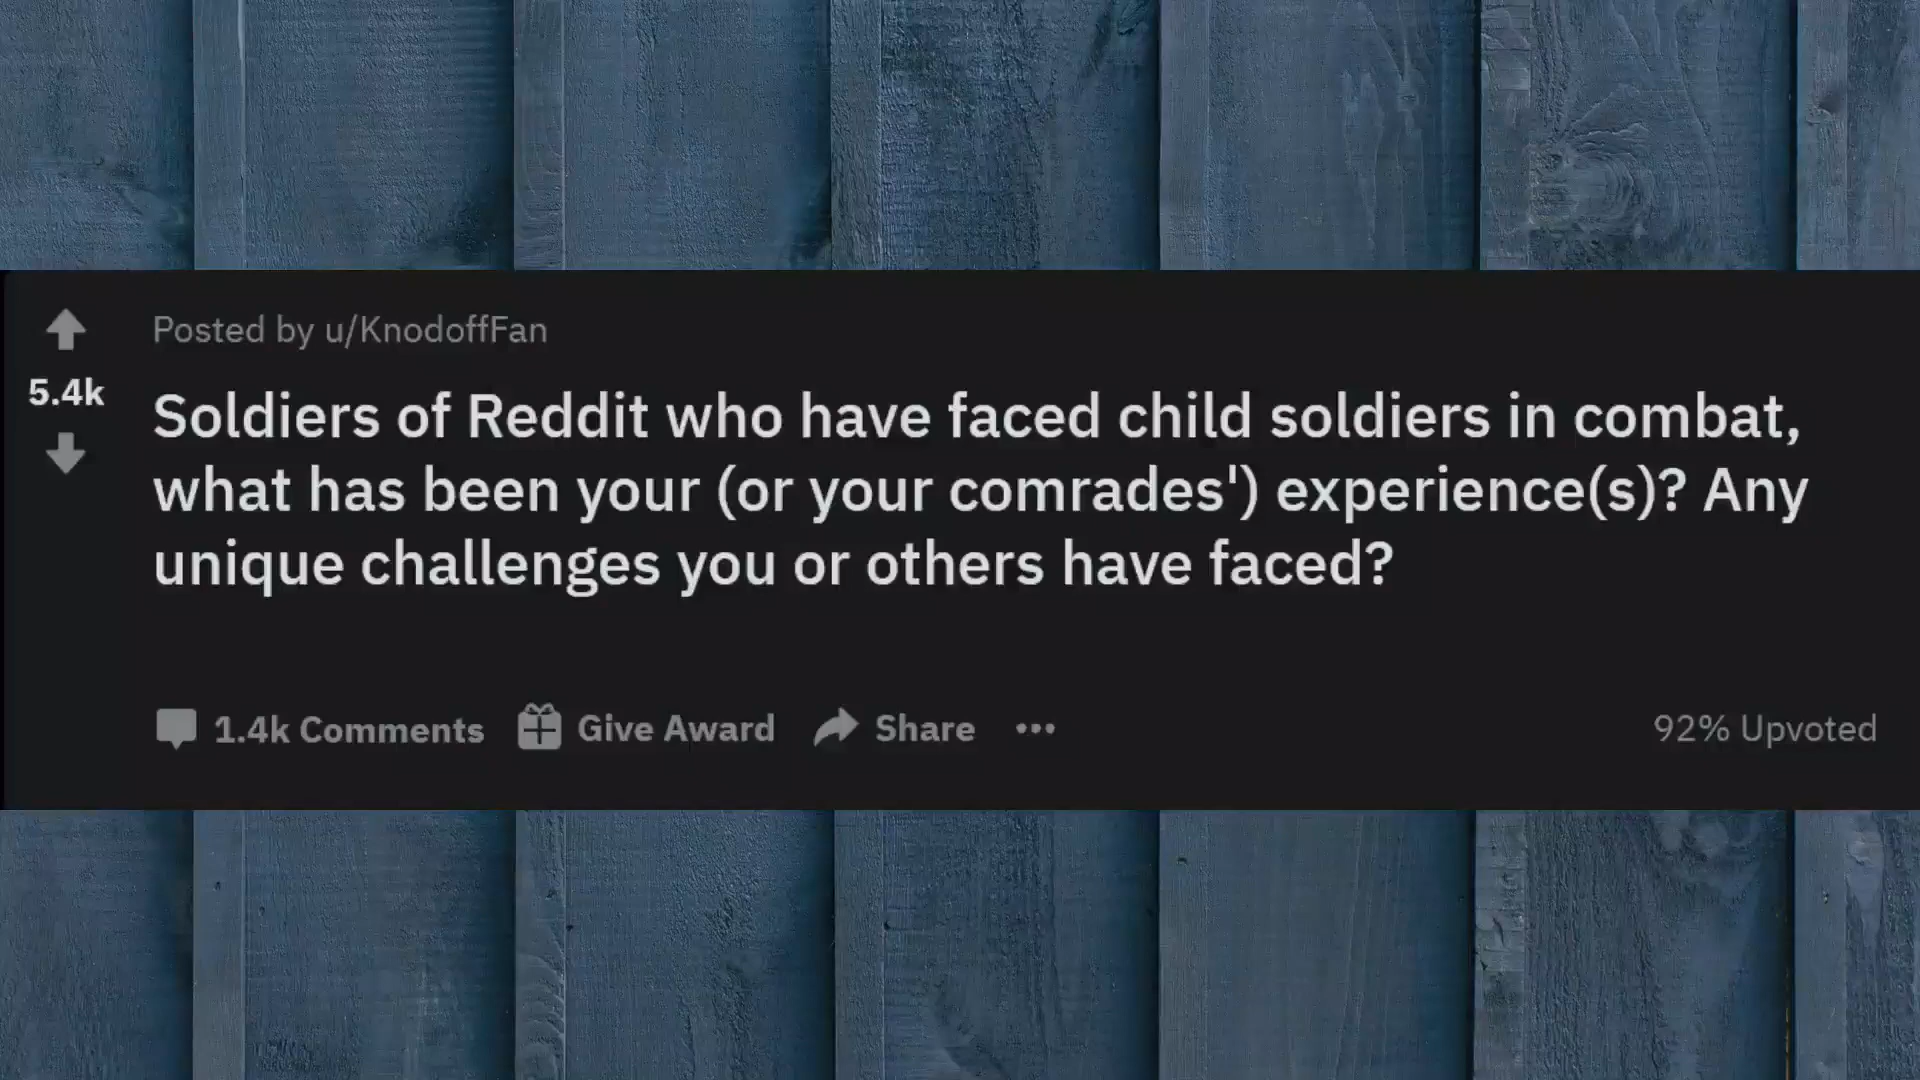 Posted by u/KnodoffFan
5.4k
Soldiers of Reddit who have faced child soldiers in combat,
what has been your (or your comrades') experience(s)? Any
unique challenges you or others have faced?
1.4k Comments Give Award Share ••• 92% Upvoted